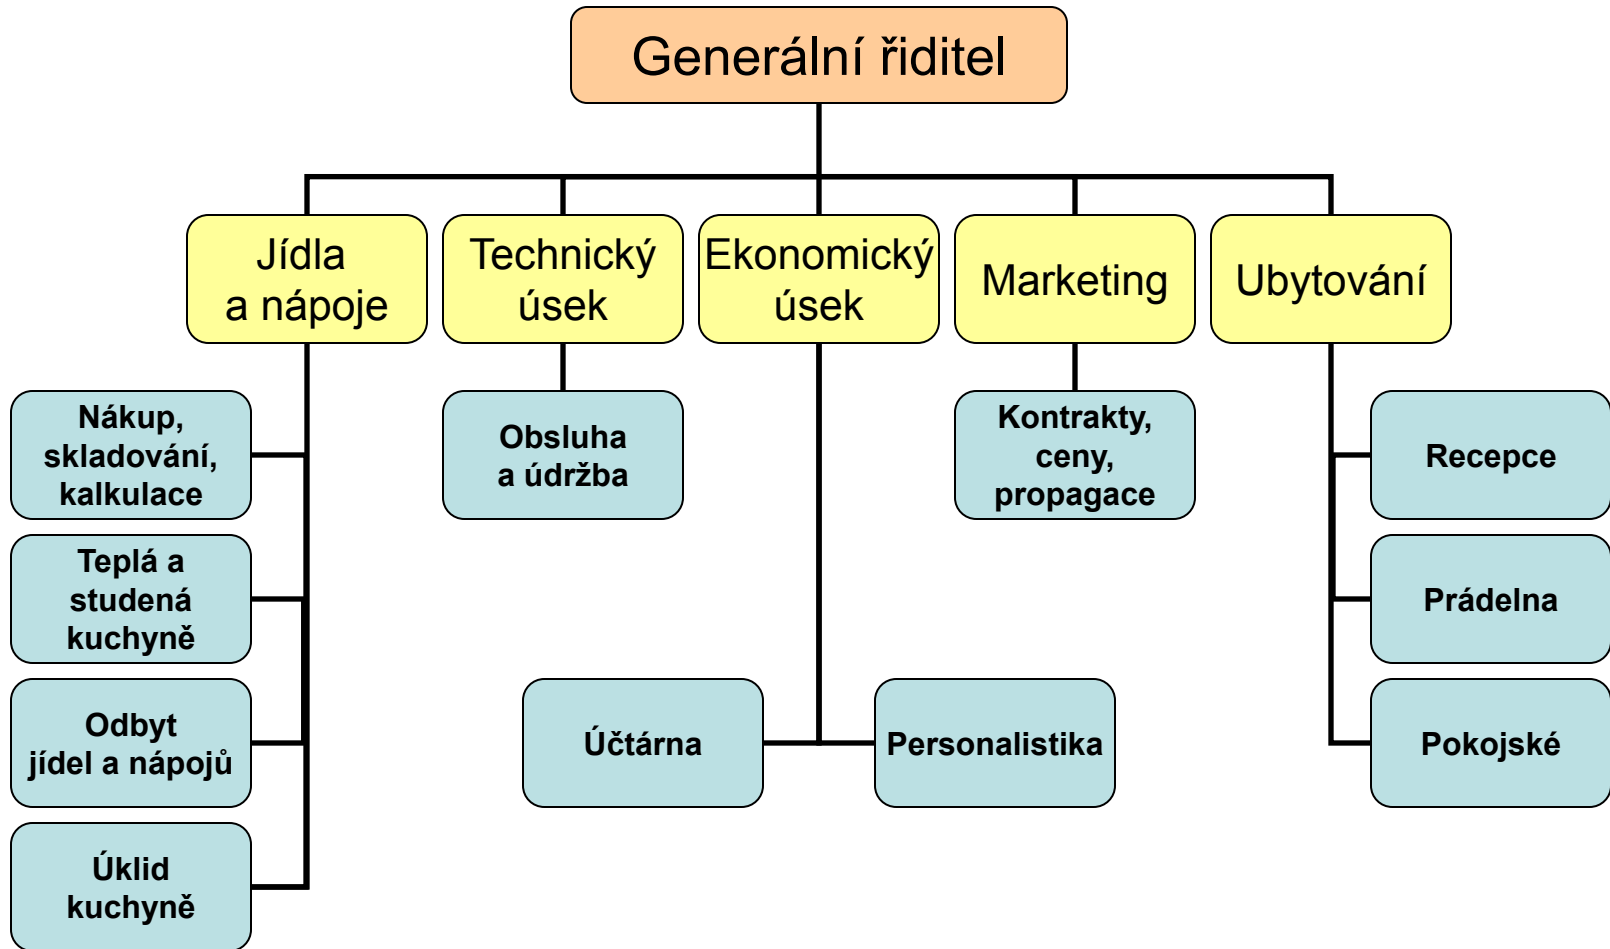 Generální řiditel
Jídla
a nápoje
Technický
úsek
Ekonomický
úsek
Marketing
Ubytování
Nákup,
skladování,
kalkulace
Obsluha
a údržba
Kontrakty,
ceny,
propagace
Recepce
Teplá a
studená
kuchyně
Prádelna
Odbyt
jídel a nápojů
Účtárna
Personalistika
Pokojské
Úklid
kuchyně